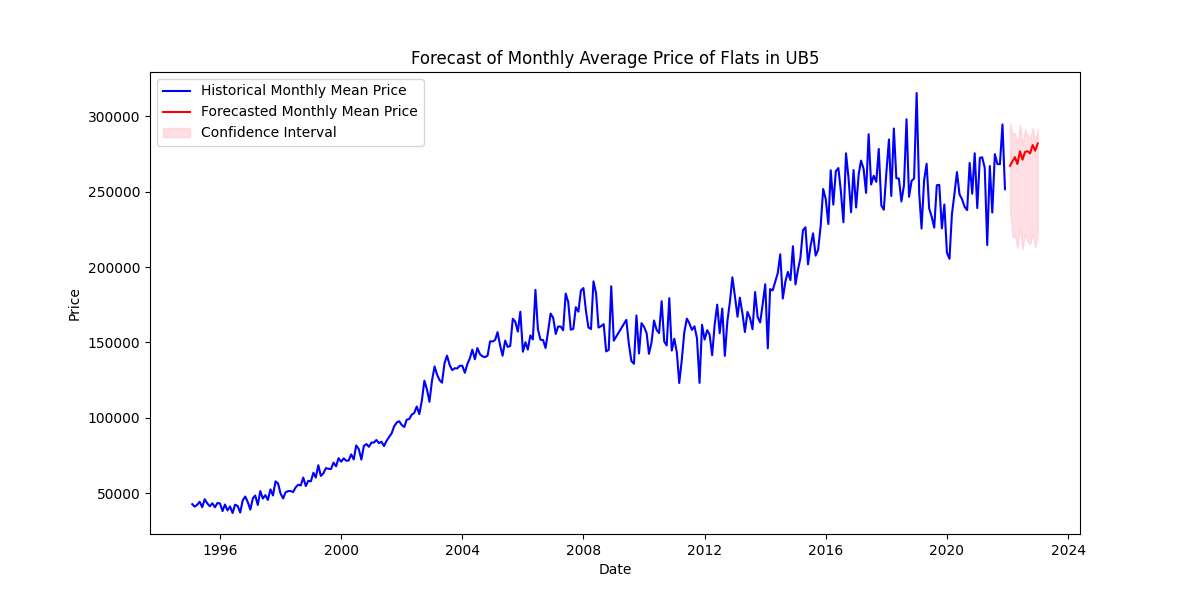 Forecast of Monthly Average Price of Flats in UB5
Historical Monthly Mean Price
Forecasted Monthly Mean Price
Confidence Interval
300000
250000
200000
150000
100000
50000
Price
1996 2000 2004 2008 2012 2016 2020 2024
Date